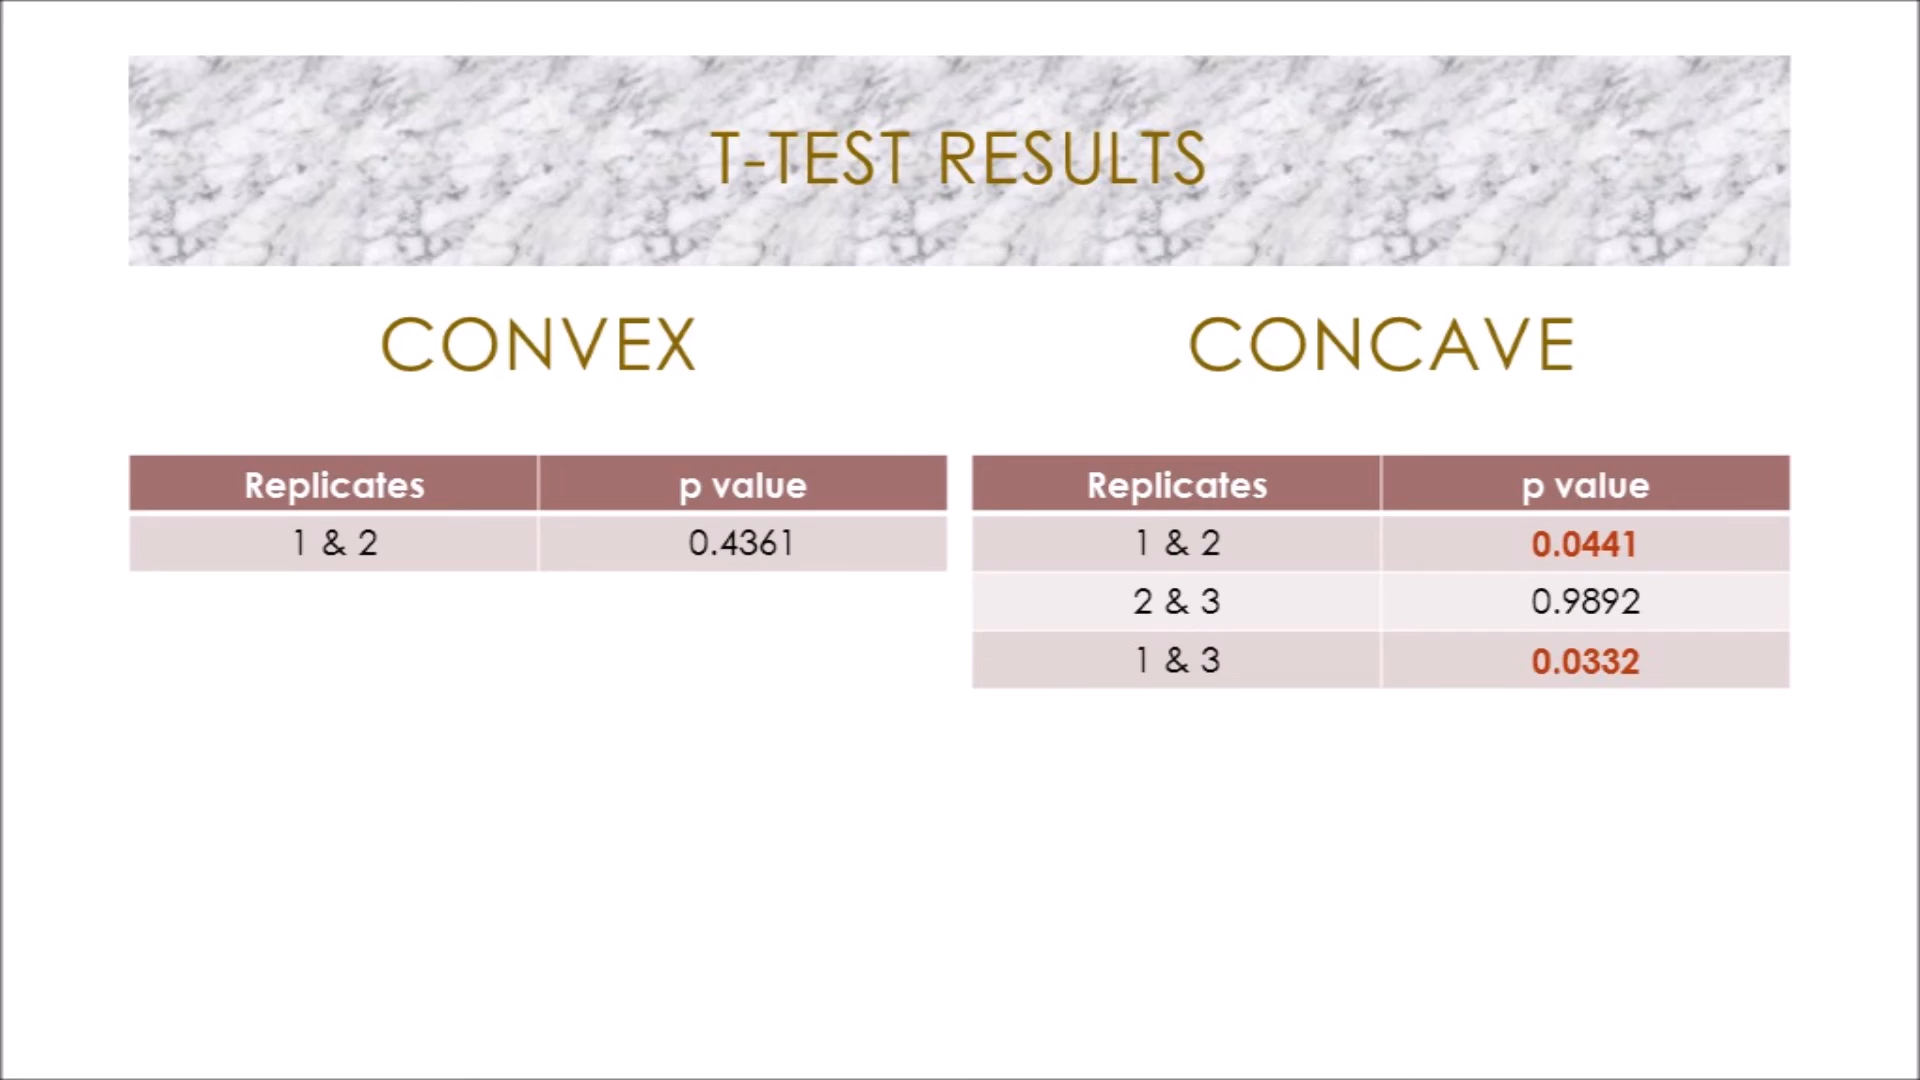 T-TEST RESULTS
CONVEX
Replicates p value
1 & 2 0.4361
CONCAVE
Replicates p value
1 & 2 0.0441
2 & 3 0.9892
1 & 3 0.0332